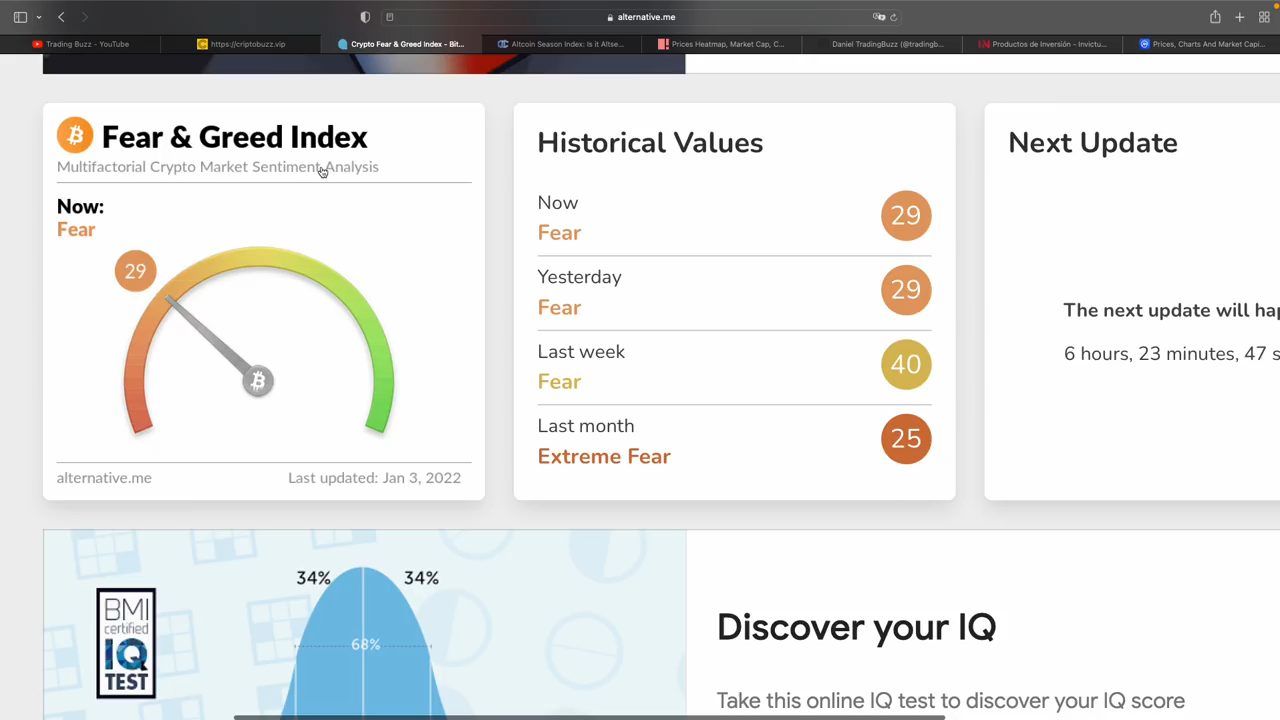 alternative.me
Trading Buzz - YouTube
https://criptobuzz.vip
Crypto Fear & Greed Index - Bit...
Altcoin Season Index: Is it Altse...
Prices Heatmap, Market Cap, C...
Daniel TradingBuzz (@tradingb...
Productos de Inversión - Invictu...
Prices, Charts And Market Capi...
Fear & Greed Index
Multifactorial Crypto Market Sentiment Analysis
Now:
Fear
29
alternative.me
Last updated: Jan 3, 2022
Historical Values
Now
Fear
29
Yesterday
Fear
29
Last week
Fear
40
Last month
Extreme Fear
25
Next Update
The next update will hap
6 hours, 23 minutes, 47 s
34%
34%
68%
BMI
certified
IQ
TEST
Discover your IQ
Take this online IQ test to discover your IQ score